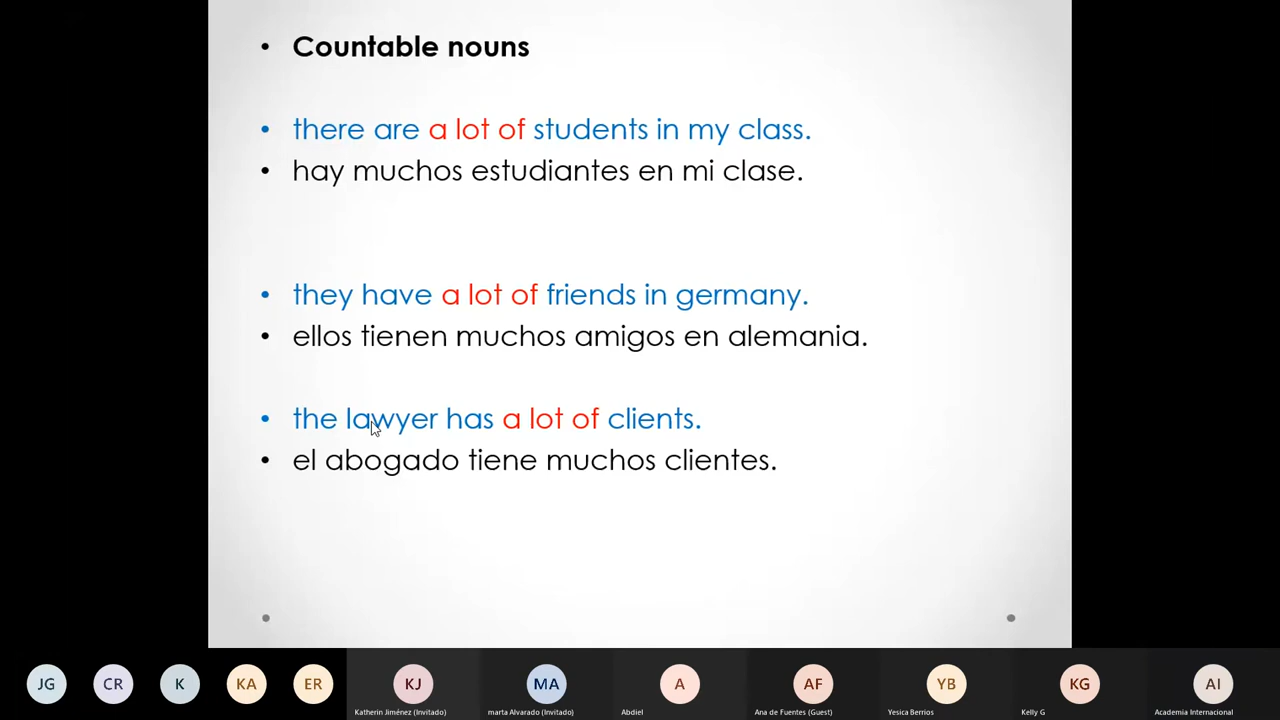 • Countable nouns
• there are a lot of students in my class.
• hay muchos estudiantes en mi clase.
• they have a lot of friends in germany.
• ellos tienen muchos amigos en alemania.
• the lawyer has a lot of clients.
• el abogado tiene muchos clientes.
JG CR K KA ER KJ MA A AF YB KG AI
Katherin Jiménez (Invitado) marta Alvarado (Invitado) Abdiel Ana de Fuentes (Guest) Yesica Berrios Kelly G Academia Internacional